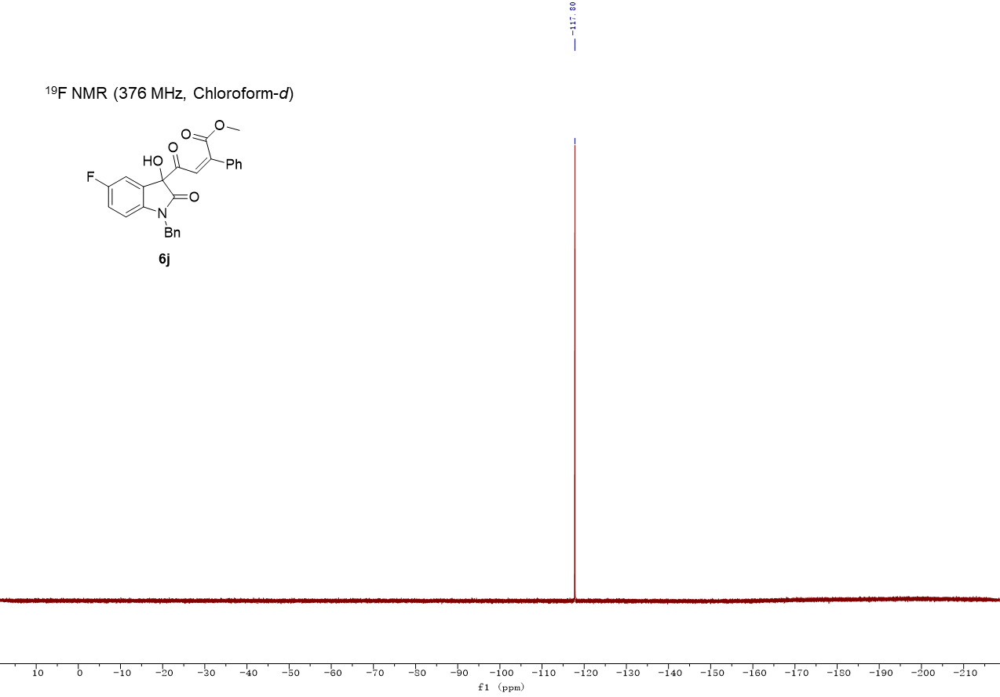 -117.80
¹⁹F NMR (376 MHz, Chloroform-d)
O
O
O
HO
Ph
F
O
N
Bn
6j
10 0 -10 -20 -30 -40 -50 -60 -70 -80 -90 -100 -110 -120 -130 -140 -150 -160 -170 -180 -190 -200 -210
f1 (ppm)